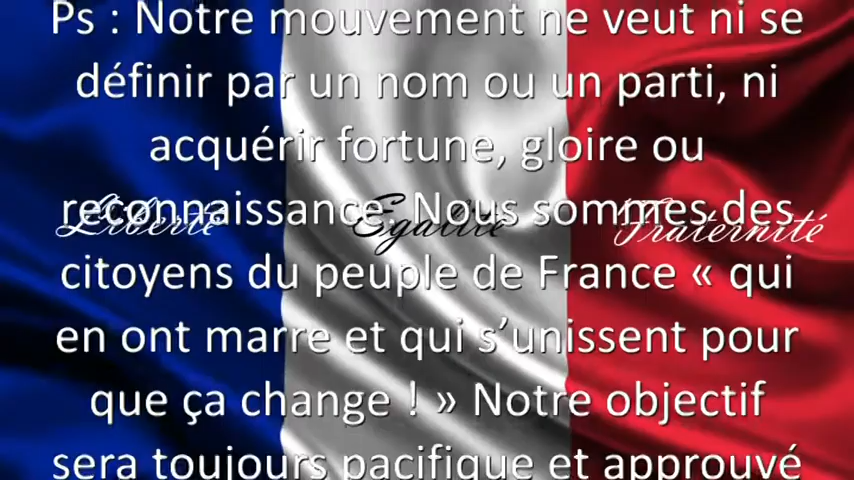 Ps : Notre mouvement ne veut ni se
définir par un nom ou un parti, ni
acquérir fortune, gloire ou
reconnaissance. Nous sommes des
Liberté Egalité Fraternité
citoyens du peuple de France « qui
en ont marre et qui s’unissent pour
que ça change ! » Notre objectif
sera toujours pacifique et approuvé